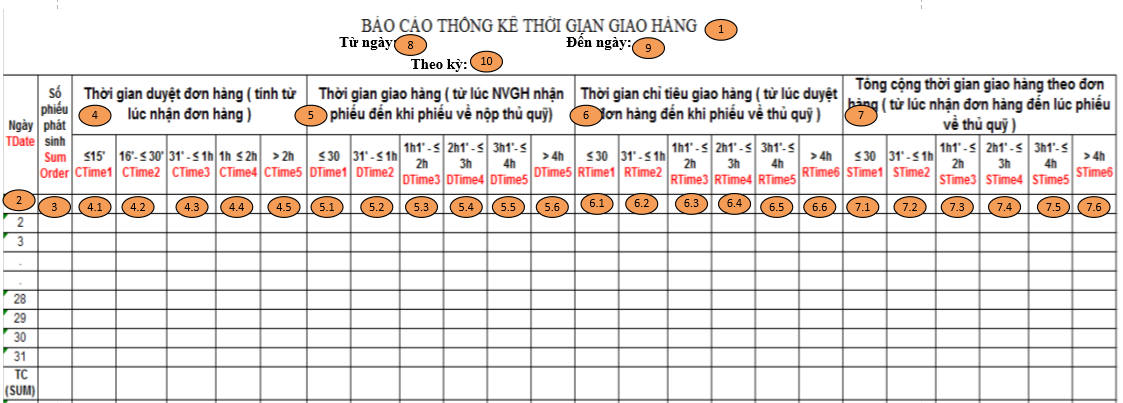 BÁO CÁO THỐNG KÊ THỜI GIAN GIAO HÀNG 1
Từ ngày: 8 Đến ngày: 9
Theo kỳ: 10
Ngày
TDate
Số
phiếu
phát
sinh
Sum
Order
Thời gian duyệt đơn hàng ( tính từ
4 lúc nhận đơn hàng )
Thời gian giao hàng ( từ lúc NVGH nhận
5 phiếu đến khi phiếu về nộp thủ quỹ)
Thời gian chỉ tiêu giao hàng ( từ lúc duyệt
6 đơn hàng đến khi phiếu về thủ quỹ )
Tổng cộng thời gian giao hàng theo đơn
7 hàng ( từ lúc nhận đơn hàng đến lúc phiếu
về thủ quỹ )
≤15'
CTime1
16'- ≤ 30'
CTime2
31' - ≤ 1h
CTime3
1h ≤ 2h
CTime4
> 2h
CTime5
≤ 30
DTime1
31' - ≤ 1h
DTime2
1h1' - ≤
2h
DTime3
2h1' - ≤
3h
DTime4
3h1'- ≤
4h
DTime5
> 4h
DTime5
≤ 30
RTime1
31' - ≤ 1h
RTime2
1h1' - ≤
2h
RTime3
2h1' - ≤
3h
RTime4
3h1'- ≤
4h
RTime5
> 4h
RTime6
≤ 30
STime1
31' - ≤ 1h
STime2
1h1' - ≤
2h
STime3
2h1' - ≤
3h
STime4
3h1'- ≤
4h
STime5
> 4h
STime6
2 3 4.1 4.2 4.3 4.4 4.5 5.1 5.2 5.3 5.4 5.5 5.6 6.1 6.2 6.3 6.4 6.5 6.6 7.1 7.2 7.3 7.4 7.5 7.6
2
3
.
.
28
29
30
31
TC
(SUM)